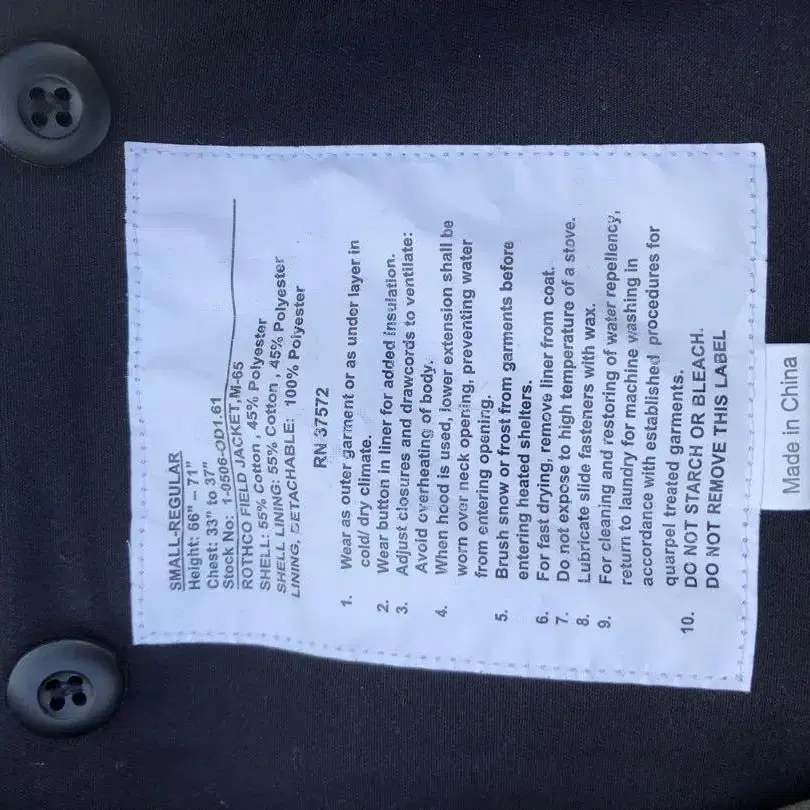 SMALL-REGULAR
Height: 66" – 71"
Chest: 33" to 37"
Stock No: 1-0506-OD1.61
ROTHCO FIELD JACKET,M-65
SHELL: 55% Cotton , 45% Polyester
SHELL LINING: 55% Cotton , 45% Polyester
LINING, DETACHABLE: 100% Polyester
RN 37572
1. Wear as outer garment or as under layer in
cold/ dry climate.
2. Wear button in liner for added insulation.
3. Adjust closures and drawcords to ventilate:
Avoid overheating of body.
4. When hood is used, lower extension shall be
worn over neck opening, preventing water
from entering opening.
5. Brush snow or frost from garments before
entering heated shelters.
6. For fast drying, remove liner from coat.
7. Do not expose to high temperature of a stove.
8. Lubricate slide fasteners with wax.
9. For cleaning and restoring of water repellency,
return to laundry for machine washing in
accordance with established procedures for
quarpel treated garments.
10. DO NOT STARCH OR BLEACH.
DO NOT REMOVE THIS LABEL
Made in China